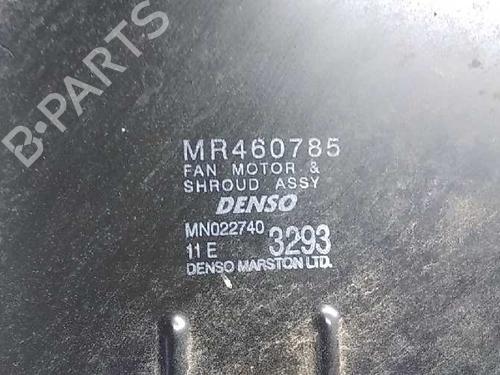 B-PARTS
MR460785
FAN MOTOR &
SHROUD ASSY
DENSO
MN022740 3293
11 E
DENSO MARSTON LTD.